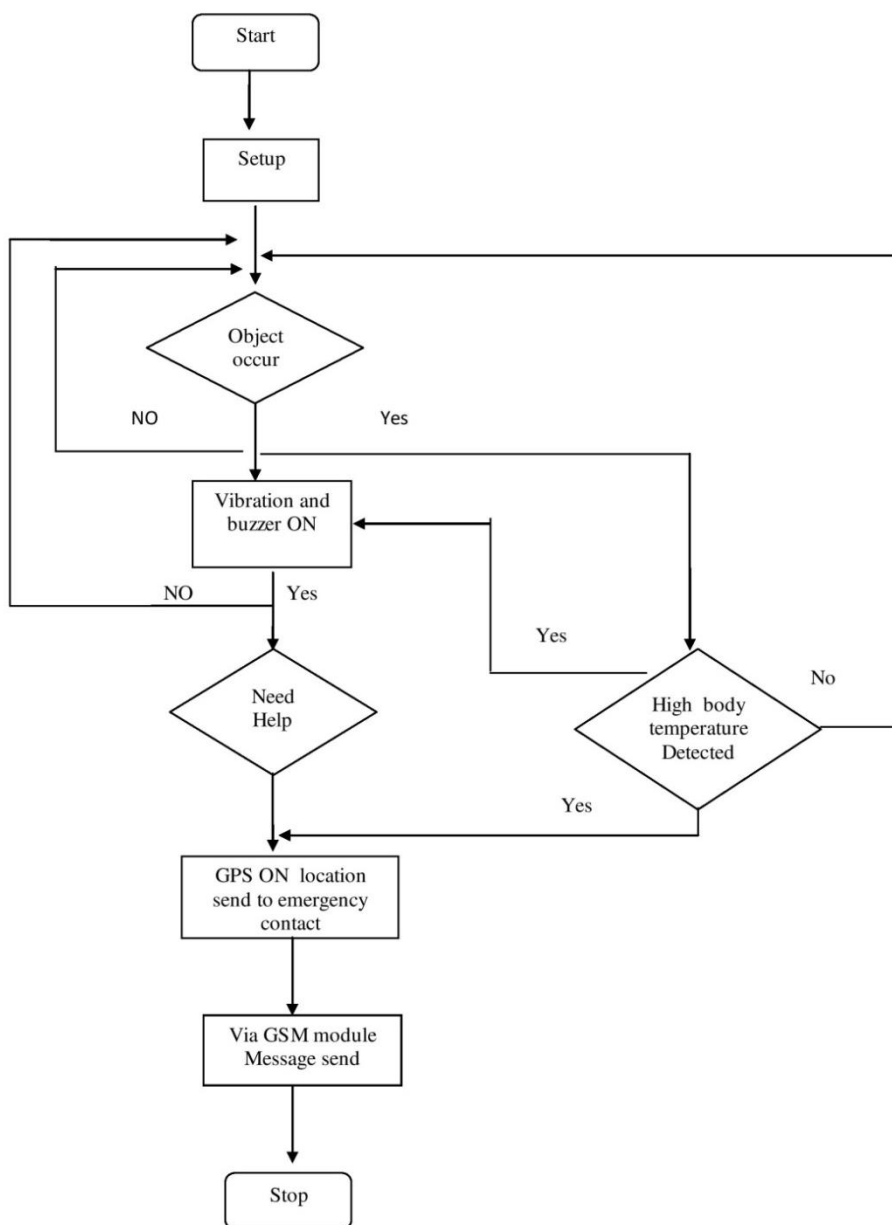 Start
Setup
Object
occur
NO
Yes
Vibration and
buzzer ON
NO
Yes
Yes
No
Need
Help
High body
temperature
Detected
Yes
GPS ON location
send to emergency
contact
Via GSM module
Message send
Stop